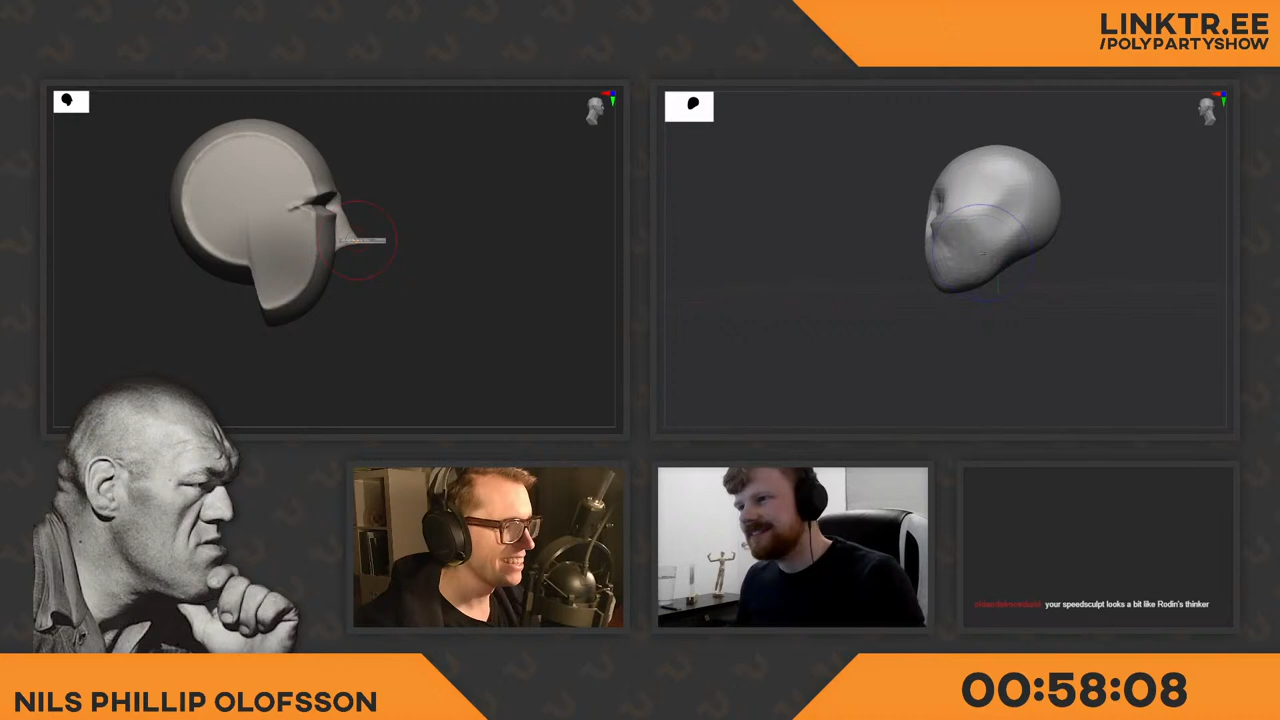 LINKTR.EE
/POLYPARTYSHOW
your speedsculpt looks a bit like Rodin's thinker
NILS PHILLIP OLOFSSON
00:58:08